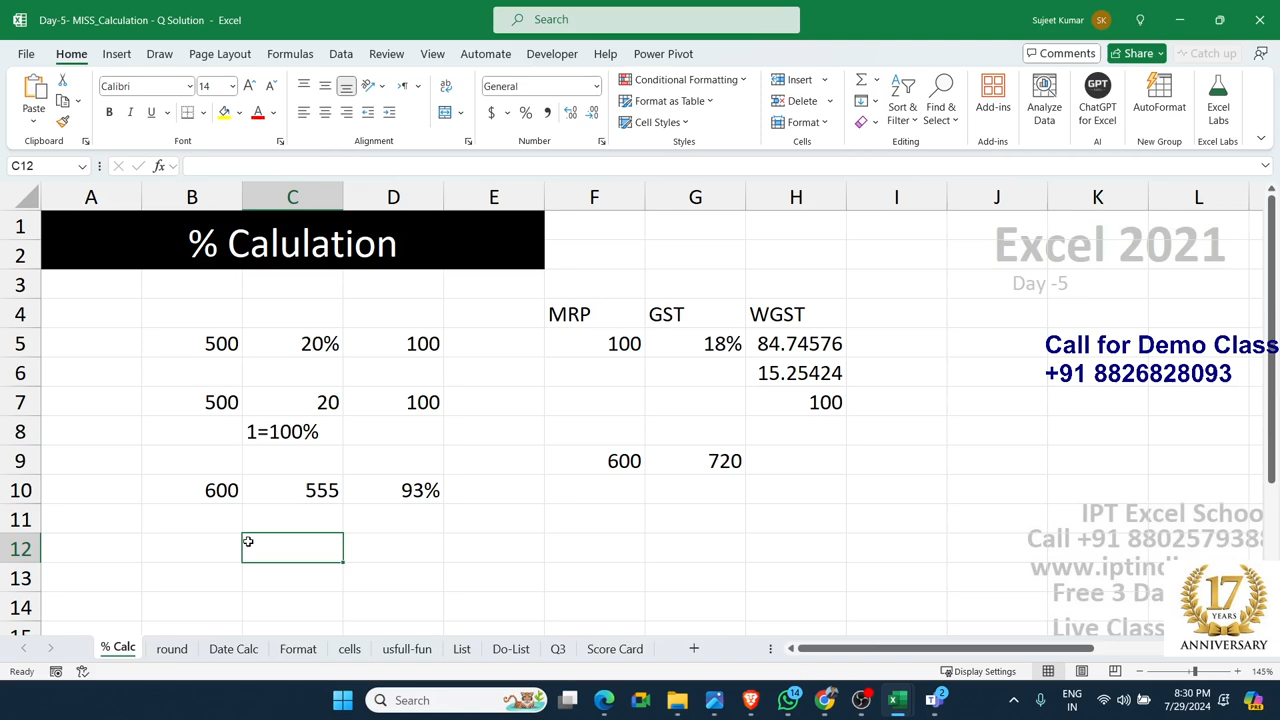 Day-5- MISS_Calculation - Q Solution - Excel
Search
Sujeet Kumar SK
File Home Insert Draw Page Layout Formulas Data Review View Automate Developer Help Power Pivot Comments Share Catch up
Paste
Clipboard
Calibri 14
B I U
Font
Alignment
General
$ % ,
Number
Conditional Formatting
Format as Table
Cell Styles
Styles
Insert
Delete
Format
Cells
Sort & Filter
Find & Select
Editing
Add-ins
Add-ins
Analyze Data
ChatGPT for Excel
AI
AutoFormat
New Group
Excel Labs
Excel Labs
C12 fx
A B C D E F G H I J K L
1 % Calulation Excel 2021
2
3 Day -5
4 MRP GST WGST
5 500 20% 100 100 18% 84.74576 Call for Demo Class
6 15.25424 +91 8826828093
7 500 20 100 100
8 1=100%
9 600 720
10 600 555 93%
11 IPT Excel Schoo
12 Call +91 880257938
13 www.iptindi
14 Free 3 Da
15 Live Class
17
YEARS
ANNIVERSARY
% Calc round Date Calc Format cells usfull-fun List Do List Q3 Score Card
Ready Display Settings 145%
Search 14 2 ENG IN 8:30 PM 7/29/2024